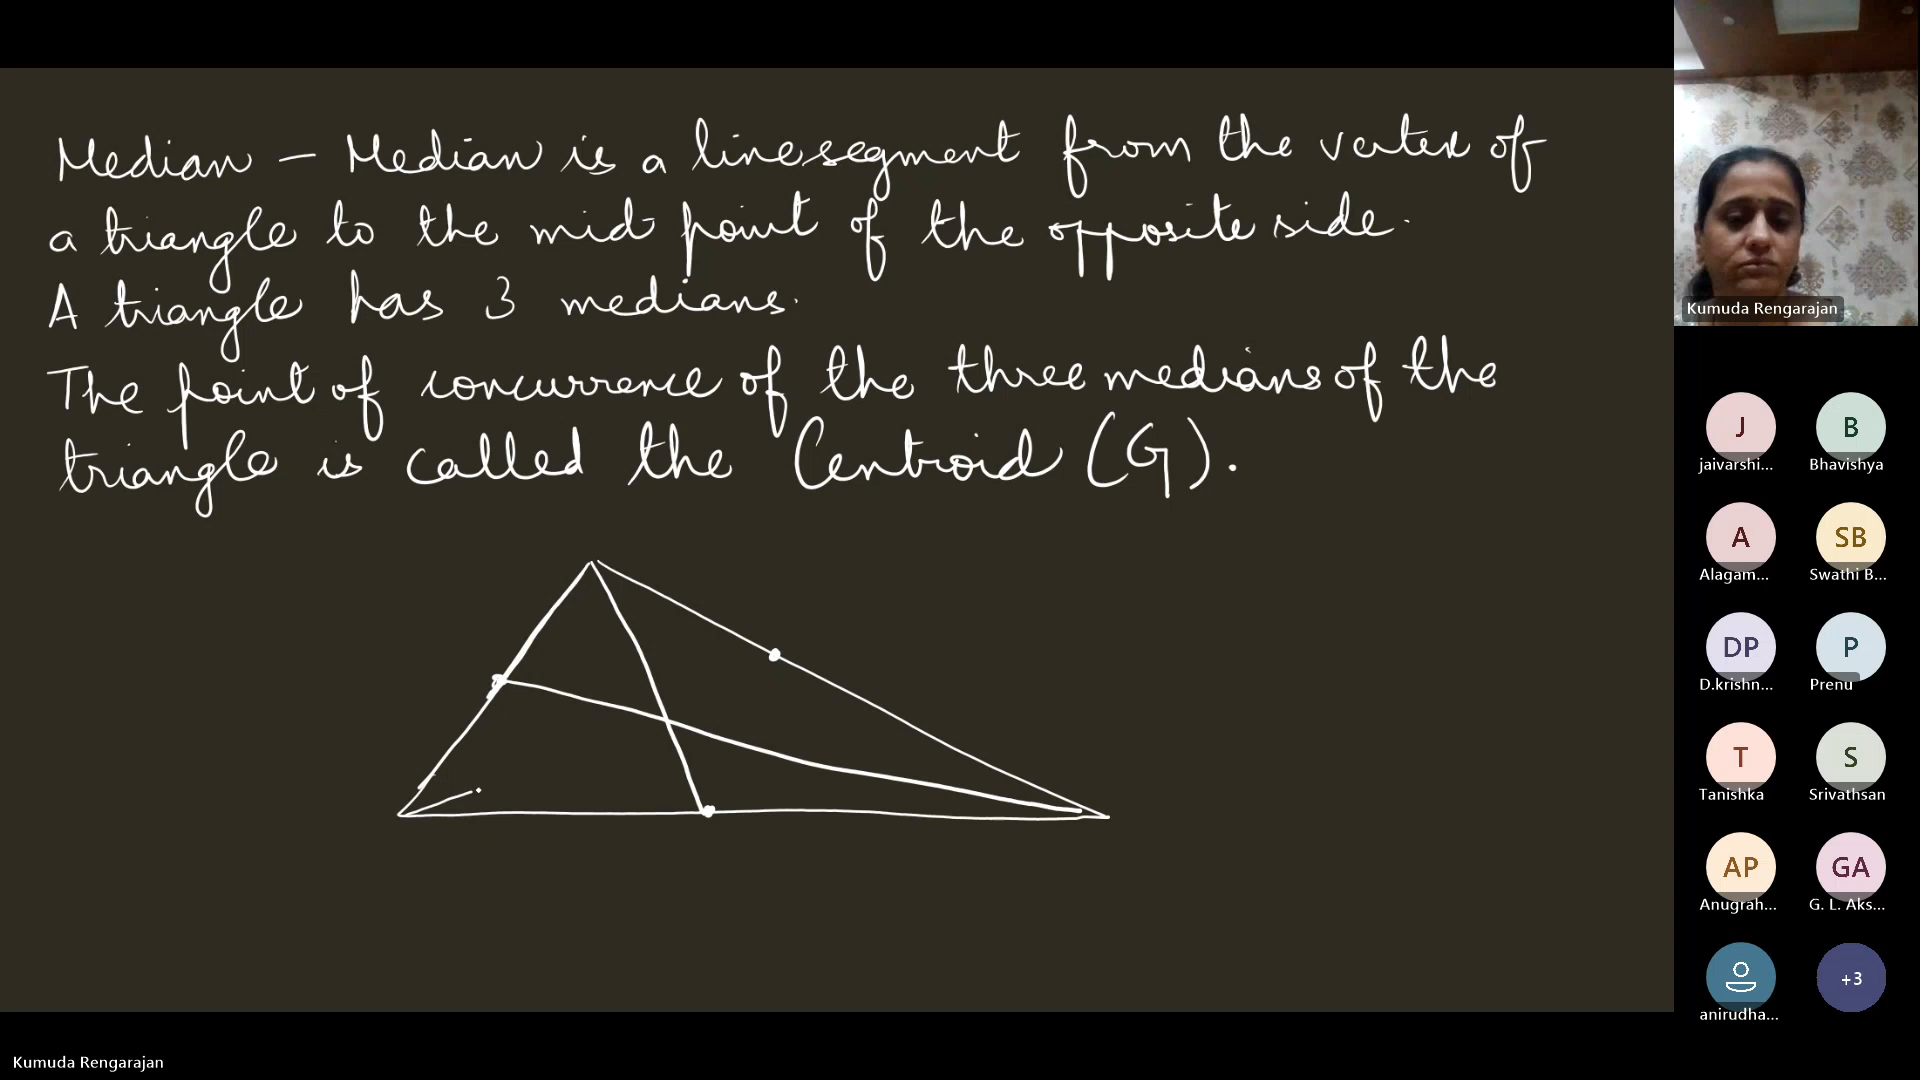 Median – Median is a line segment from the vertex of
a triangle to the mid point of the opposite side.
A triangle has 3 medians.
The point of concurrence of the three medians of the
triangle is called the Centroid (G).
Kumuda Rengarajan
J
jaivarshi...
B
Bhavishya
A
Alagam...
SB
Swathi B...
DP
D.krishn...
P
Prenu
T
Tanishka
S
Srivathsan
AP
Anugrah...
GA
G. L. Aks...
anirudha...
+3
Kumuda Rengarajan